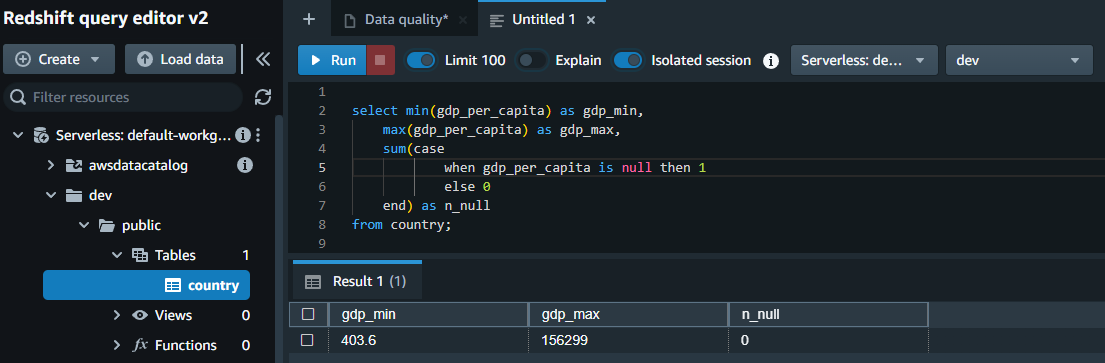 Redshift query editor v2
Create
Load data
Filter resources
Serverless: default-workg...
awsdatacatalog
dev
public
Tables 1
country
Views 0
fx Functions 0
Data quality*
Untitled 1
Run
Limit 100
Explain
Isolated session
Serverless: de...
dev
1
2 select min(gdp_per_capita) as gdp_min,
3 max(gdp_per_capita) as gdp_max,
4 sum(case
5 when gdp_per_capita is null then 1
6 else 0
7 end) as n_null
8 from country;
9
Result 1 (1)
gdp_min gdp_max n_null
403.6 156299 0